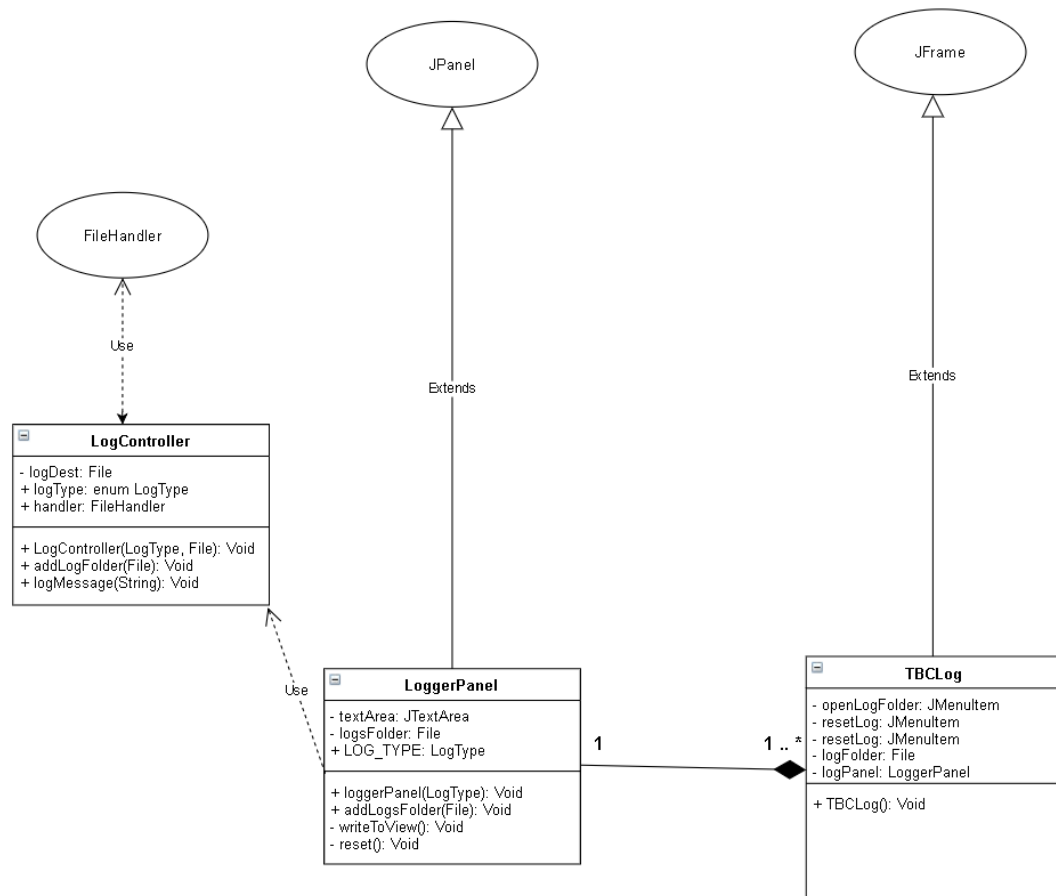 JPanel
JFrame
FileHandler
Use
Extends
Extends
LogController
- logDest: File
+ logType: enum LogType
+ handler: FileHandler
+ LogController(LogType, File): Void
+ addLogFolder(File): Void
+ logMessage(String): Void
Use
LoggerPanel
- textArea: JTextArea
- logsFolder: File
+ LOG_TYPE: LogType
+ loggerPanel(LogType): Void
+ addLogsFolder(File): Void
- writeToView(): Void
- reset(): Void
1
1 .. *
TBCLog
- openLogFolder: JMenuItem
- resetLog: JMenuItem
- resetLog: JMenuItem
- logFolder: File
- logPanel: LoggerPanel
+ TBCLog(): Void